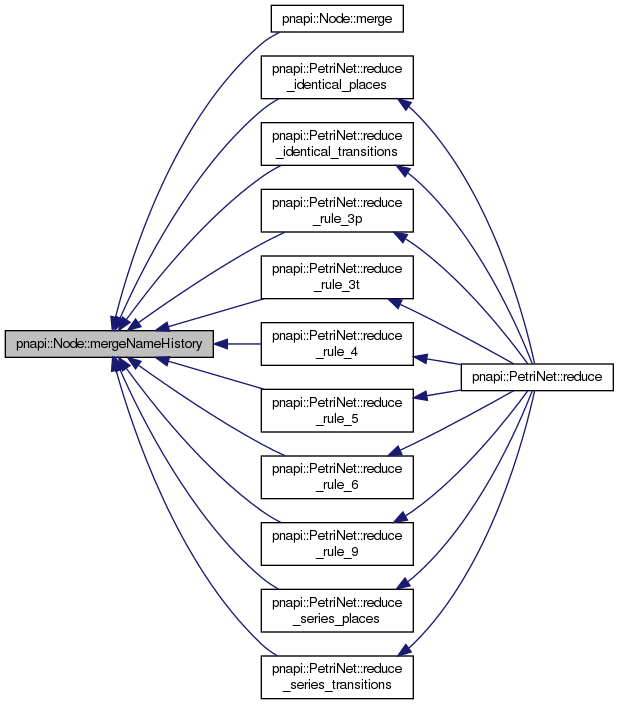 pnapi::Node::merge
pnapi::PetriNet::reduce
_identical_places
pnapi::PetriNet::reduce
_identical_transitions
pnapi::PetriNet::reduce
_rule_3p
pnapi::PetriNet::reduce
_rule_3t
pnapi::Node::mergeNameHistory
pnapi::PetriNet::reduce
_rule_4
pnapi::PetriNet::reduce
pnapi::PetriNet::reduce
_rule_5
pnapi::PetriNet::reduce
_rule_6
pnapi::PetriNet::reduce
_rule_9
pnapi::PetriNet::reduce
_series_places
pnapi::PetriNet::reduce
_series_transitions